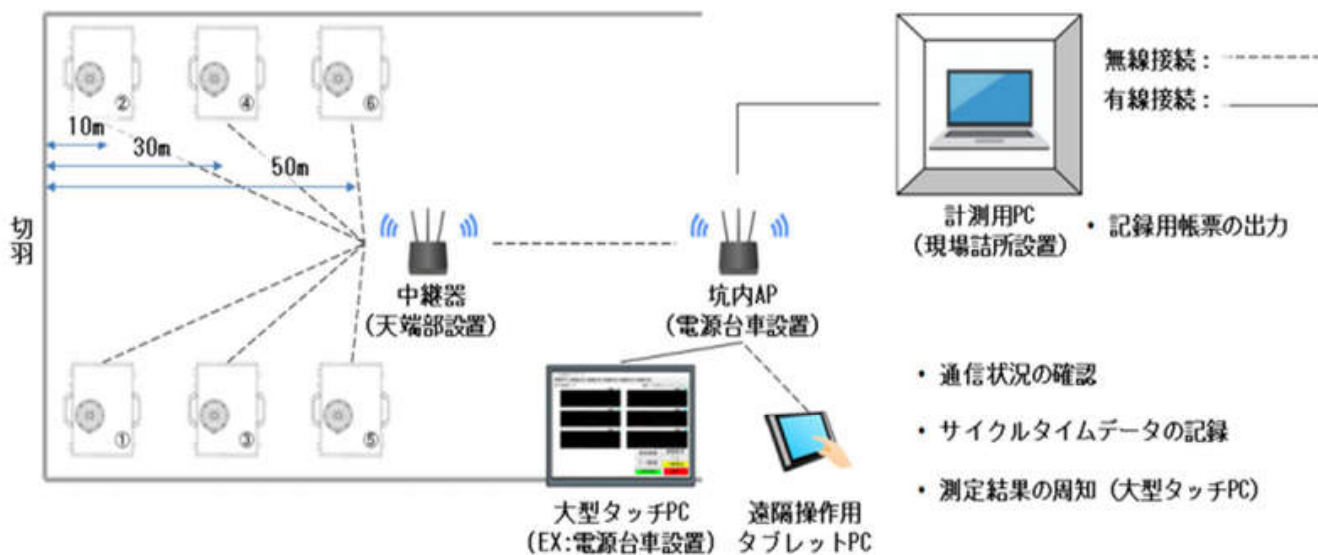 ②
④
⑥
10m
30m
50m
切羽
①
③
⑤
中継器
(天端部設置)
坑内AP
(電源台車設置)
計測用PC
(現場詰所設置)
・ 記録用帳票の出力
無線接続：
有線接続：
大型タッチPC
(EX:電源台車設置)
遠隔操作用
タブレットPC
・ 通信状況の確認
・ サイクルタイムデータの記録
・ 測定結果の周知 (大型タッチPC)